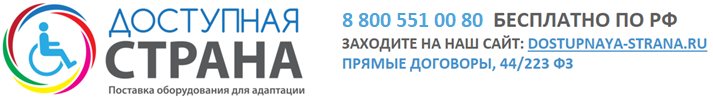 ДОСТУПНАЯ
СТРАНА
Поставка оборудования для адаптации
8 800 551 00 80 БЕСПЛАТНО ПО РФ
ЗАХОДИТЕ НА НАШ САЙТ: DOSTUPNAYA-STRANA.RU
ПРЯМЫЕ ДОГОВОРЫ, 44/223 ФЗ